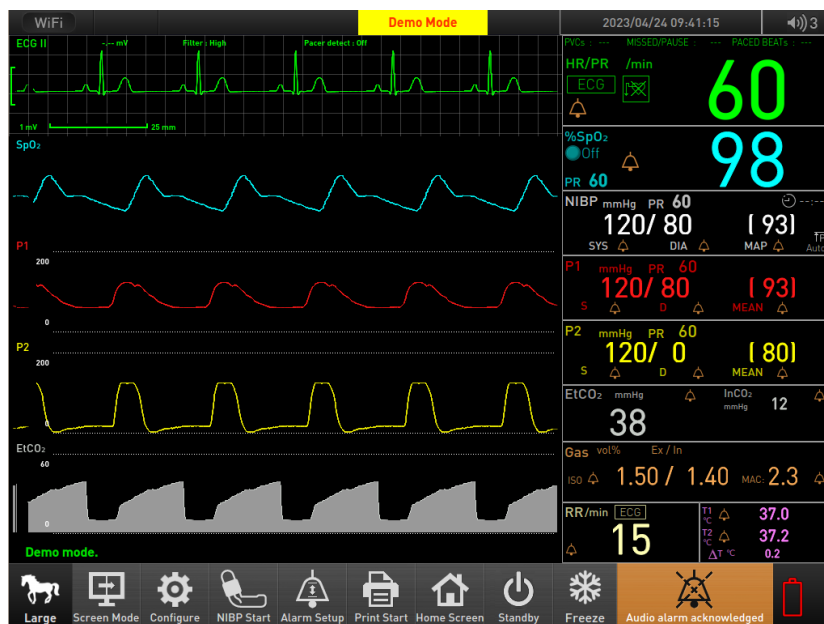 WiFi
Demo Mode
2023/04/24 09:41:15
3
ECG II
-.-- mV
Filter : High
Pacer detect : Off
1 mV
25 mm
PVCs : ---
MISSED/PAUSE : ---
PACED BEATs : ---
HR/PR /min
ECG
60
SpO₂
%SpO₂
Off
PR 60
98
NIBP mmHg PR 60
--:--
120/ 80 [ 93]
SYS DIA MAP
Auto
P1
200
0
P1 mmHg PR 60
120/ 80 [ 93]
S D MEAN
P2
200
0
P2 mmHg PR 60
120/ 0 [ 80]
S D MEAN
EtCO₂
60
0
EtCO₂ mmHg
38
InCO₂
mmHg
12
Gas vol% Ex / In
ISO 1.50 / 1.40 MAC: 2.3
RR/min ECG
15
T1
°C
37.0
T2
°C
37.2
ΔT °C 0.2
Demo mode.
Large
Screen Mode
Configure
NIBP Start
Alarm Setup
Print Start
Home Screen
Standby
Freeze
Audio alarm acknowledged